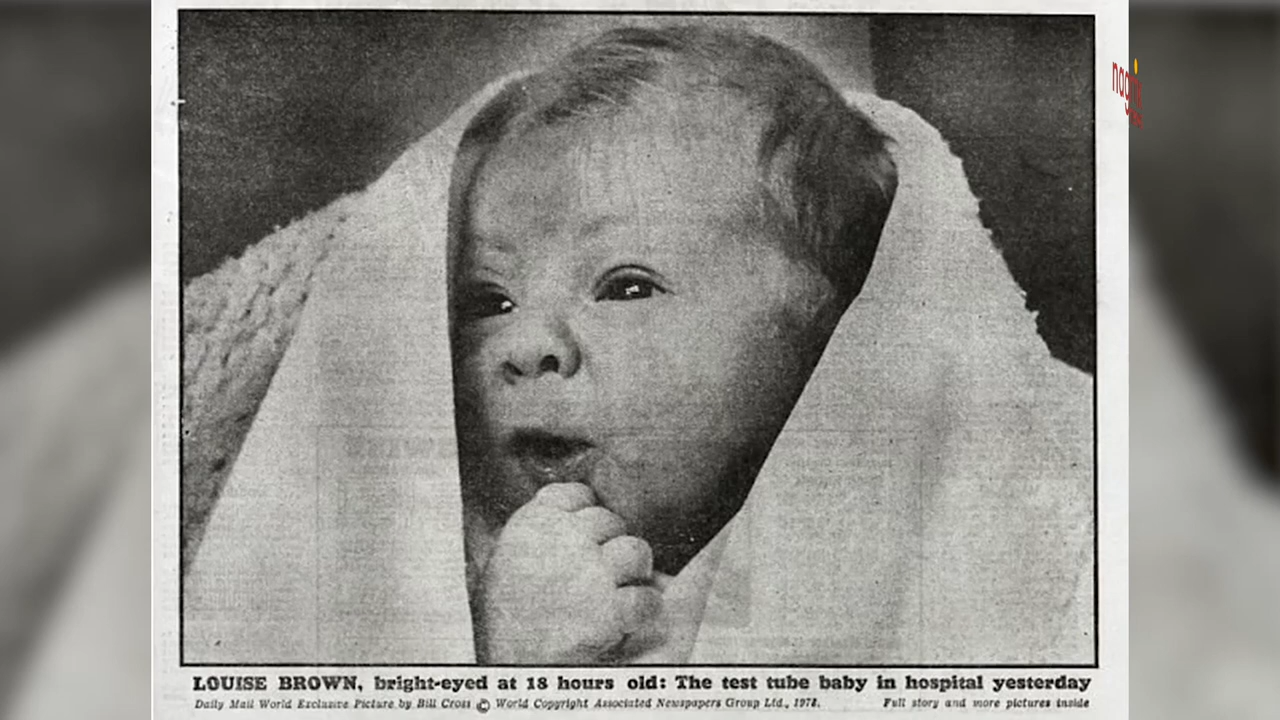 LOUISE BROWN, bright-eyed at 18 hours old: The test tube baby in hospital yesterday
Daily Mail World Exclusive Picture by Bill Cross © World Copyright Associated Newspapers Group Ltd., 1978. Full story and more pictures inside